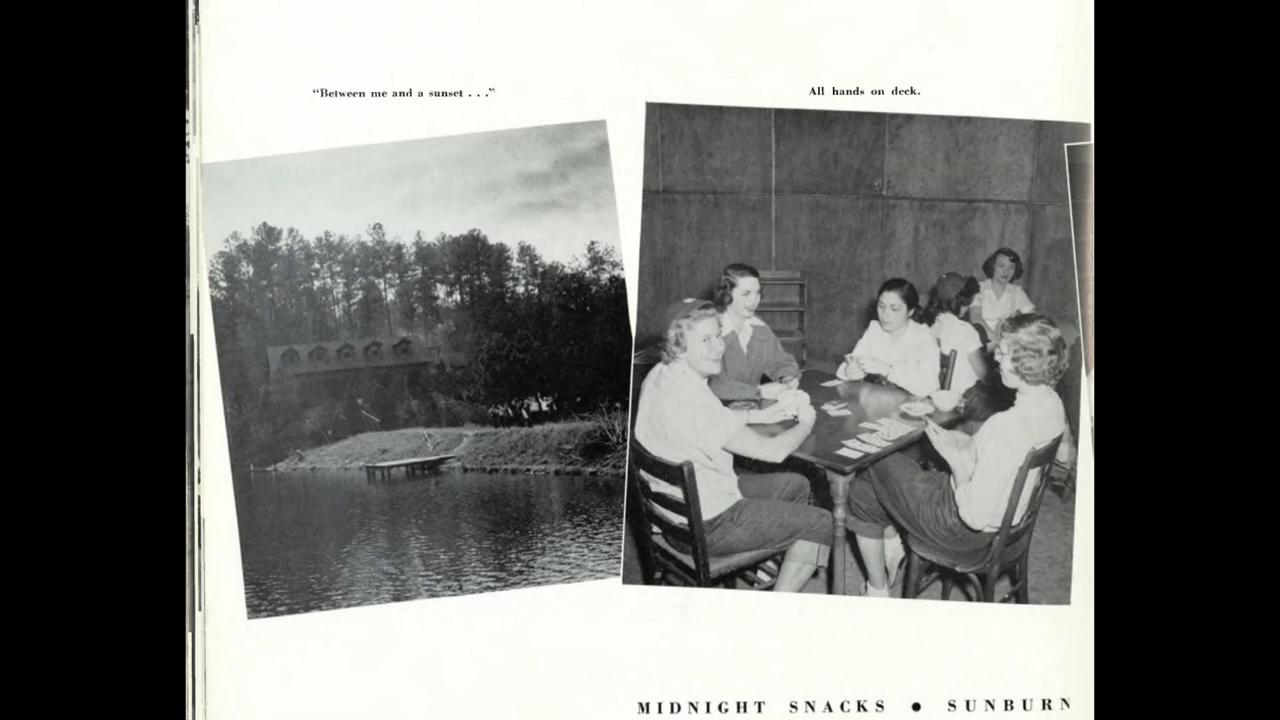 “Between me and a sunset . . .”
All hands on deck.
MIDNIGHT SNACKS ● SUNBURN